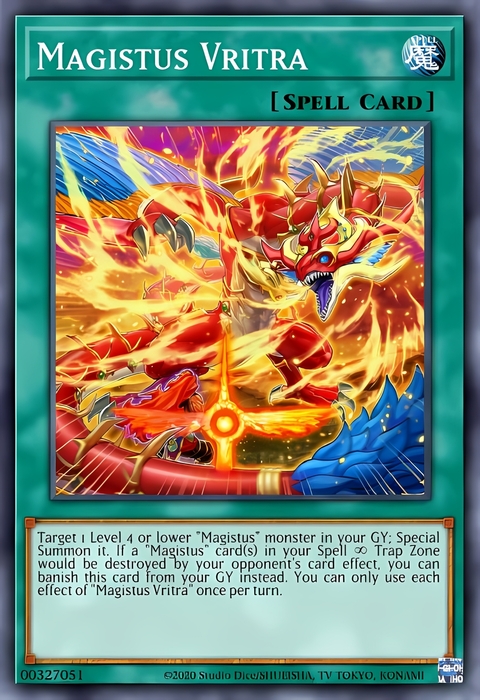 MAGISTUS VRITRA
魔
[SPELL CARD]
Target 1 Level 4 or lower "Magistus" monster in your GY; Special
Summon it. If a "Magistus" card(s) in your Spell ∞ Trap Zone
would be destroyed by your opponent's card effect, you can
banish this card from your GY instead. You can only use each
effect of "Magistus Vritra" once per turn.
00327051
©2020 Studio Dice/SHUEISHA, TV TOKYO, KONAMI